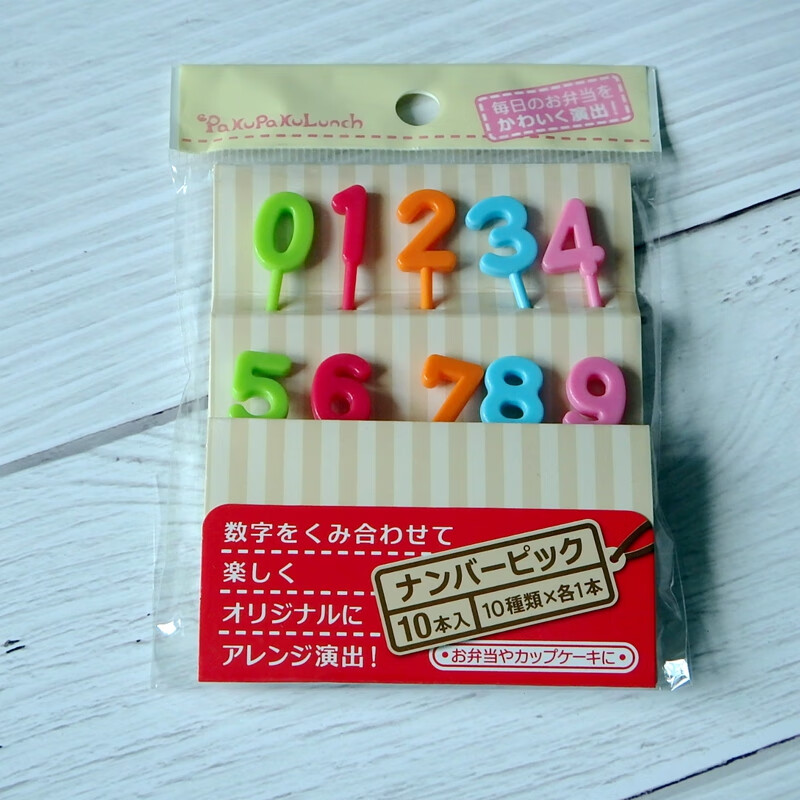 PaKuPaKuLunch
毎日のお弁当を
かわいく演出!
0 1 2 3 4
5 6 7 8 9
数字をくみ合わせて
楽しく
オリジナルに
アレンジ演出!
ナンバーピック
10本入 10種類×各1本
・お弁当やカップケーキに・